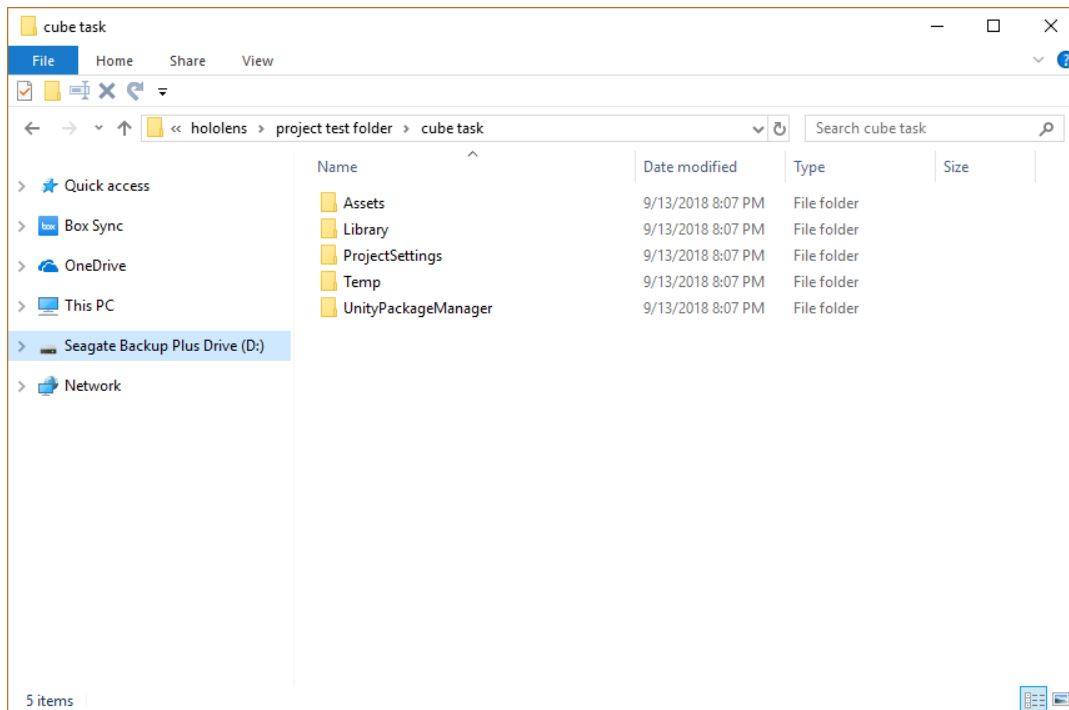 cube task
File Home Share View
?
« hololens > project test folder > cube task Search cube task
Name Date modified Type Size
Quick access
Box Sync
box
OneDrive
This PC
Seagate Backup Plus Drive (D:)
Network
Assets 9/13/2018 8:07 PM File folder
Library 9/13/2018 8:07 PM File folder
ProjectSettings 9/13/2018 8:07 PM File folder
Temp 9/13/2018 8:07 PM File folder
UnityPackageManager 9/13/2018 8:07 PM File folder
5 items